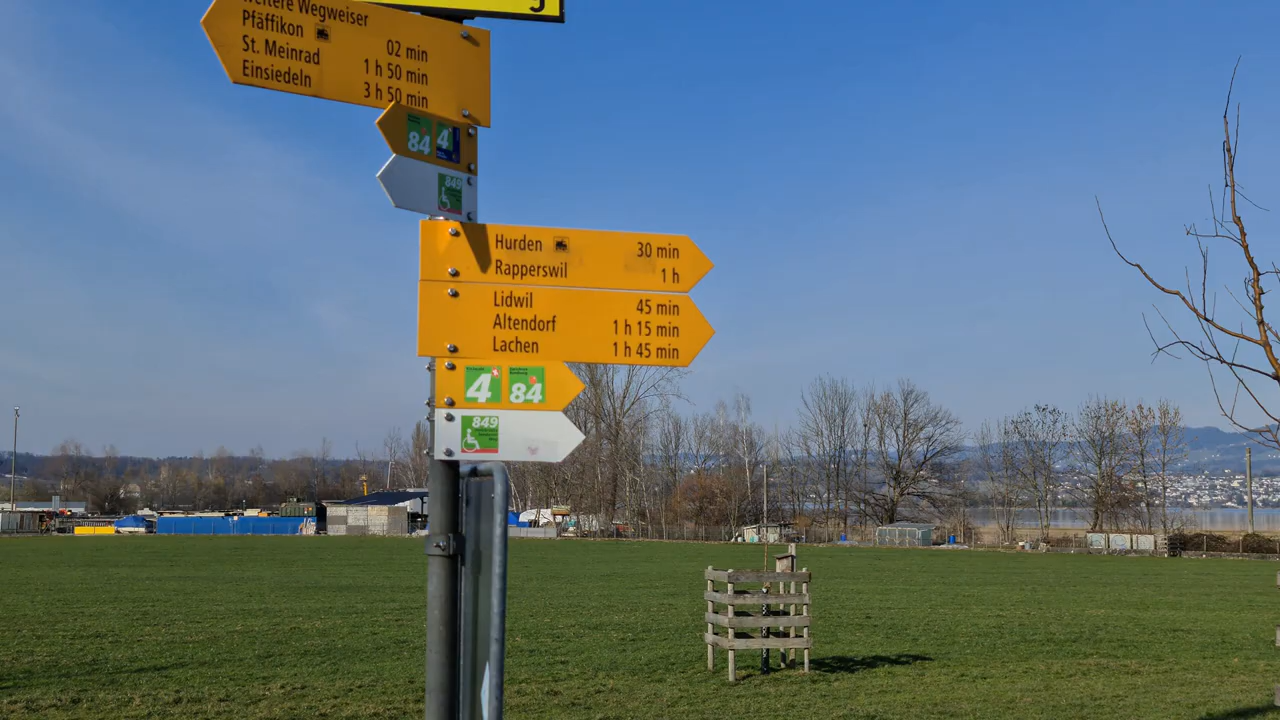 Weitere Wegweiser
Pfäffikon 02 min
St. Meinrad 1 h 50 min
Einsiedeln 3 h 50 min
84 4
849
Hurden 30 min
Rapperswil 1 h
Lidwil 45 min
Altendorf 1 h 15 min
Lachen 1 h 45 min
4 84
849